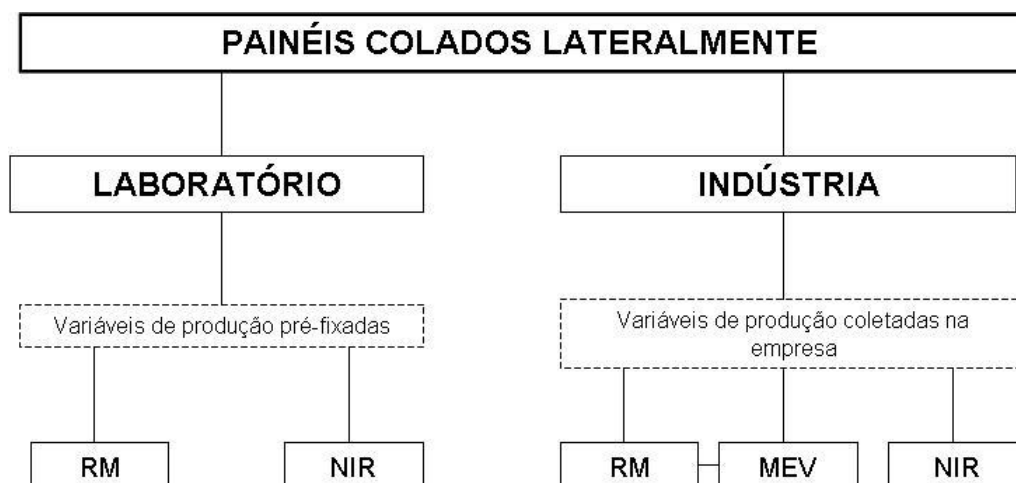 PAINÉIS COLADOS LATERALMENTE
LABORATÓRIO
INDÚSTRIA
Variáveis de produção pré-fixadas
Variáveis de produção coletadas na
empresa
RM
NIR
RM
MEV
NIR